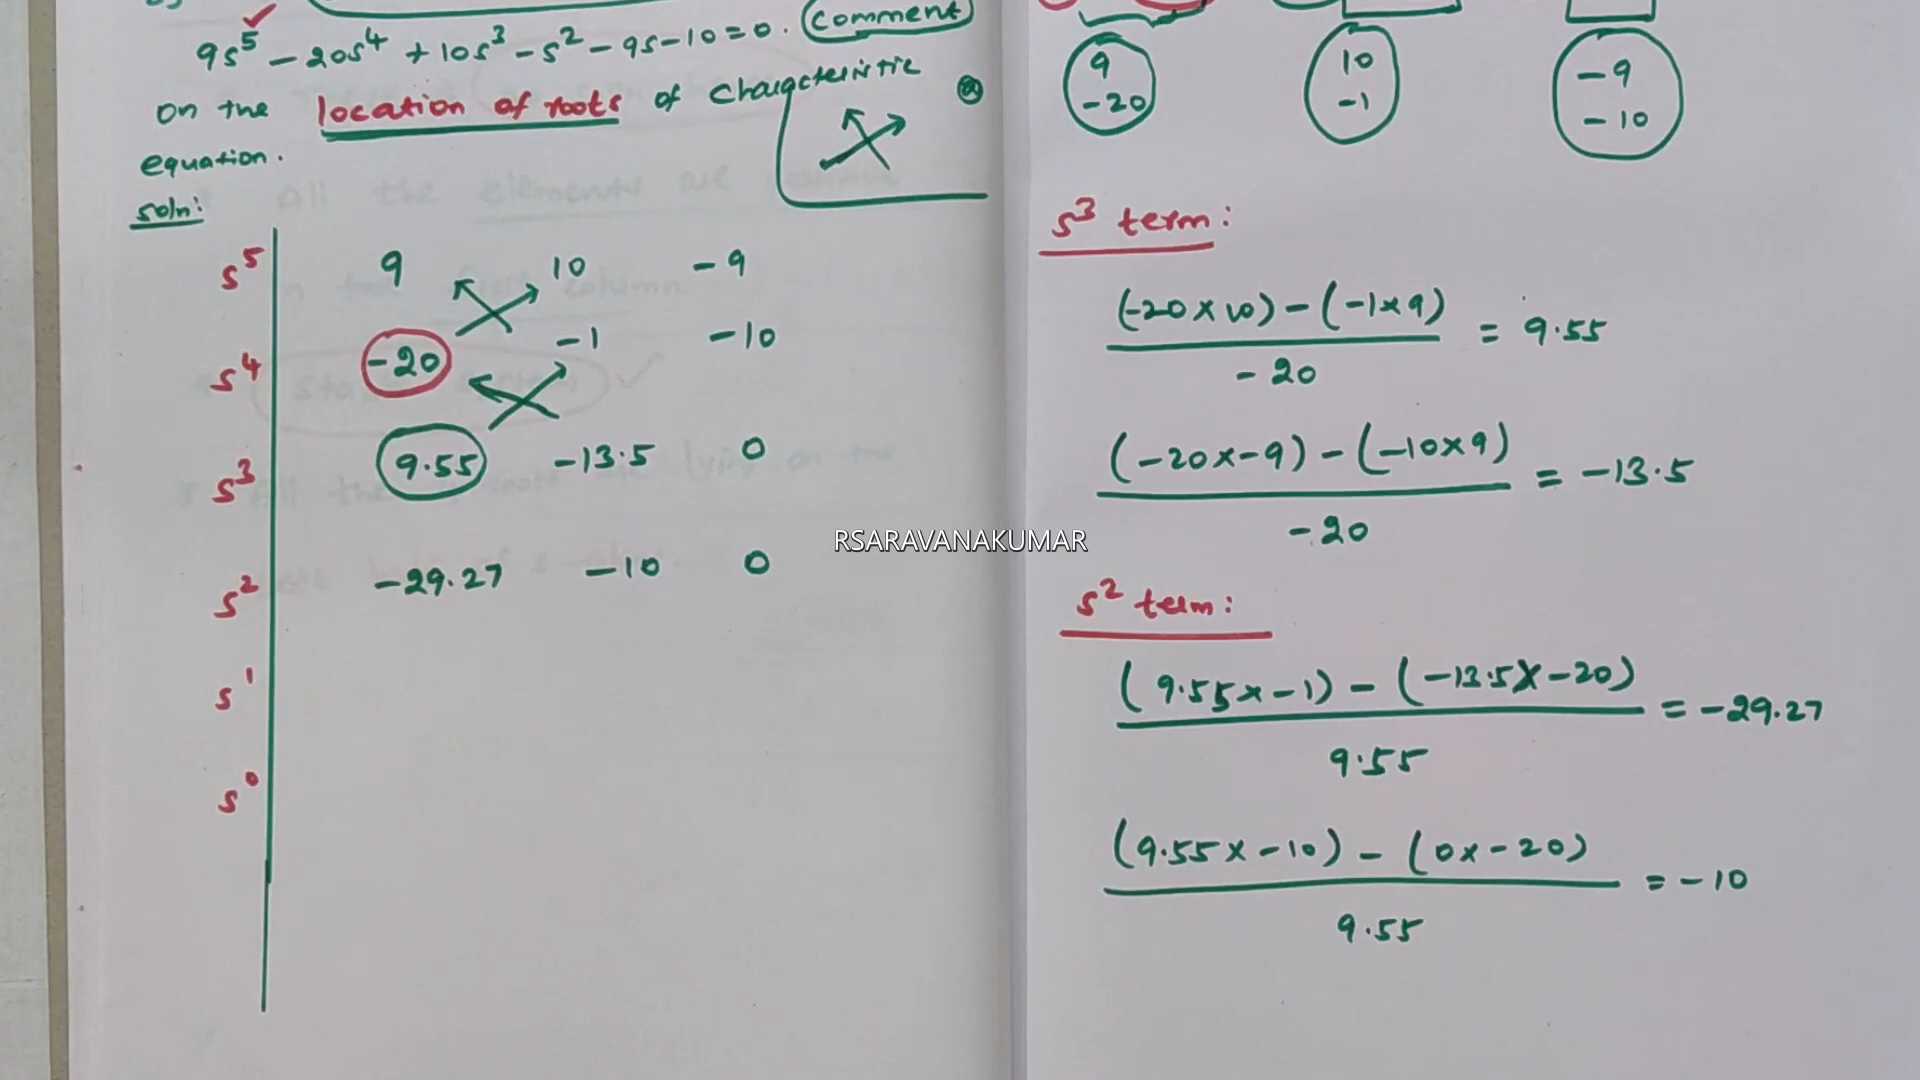 9s⁵ - 20s⁴ + 10s³ - s² - 9s - 10 = 0. Comment
on the location of roots of characteristic
equation.
soln:
s⁵ 9 10 -9
s⁴ -20 -1 -10
s³ 9.55 -13.5 0
s² -29.27 -10 0
s¹
s⁰
9 10 -9
-20 -1 -10
s³ term:
(-20 x 10) - (-1 x 9)
-20
= 9.55
(-20 x -9) - (-10 x 9)
-20
= -13.5
s² term:
(9.55 x -1) - (-13.5 x -20)
9.55
= -29.27
(9.55 x -10) - (0 x -20)
9.55
= -10
RSARAVANAKUMAR